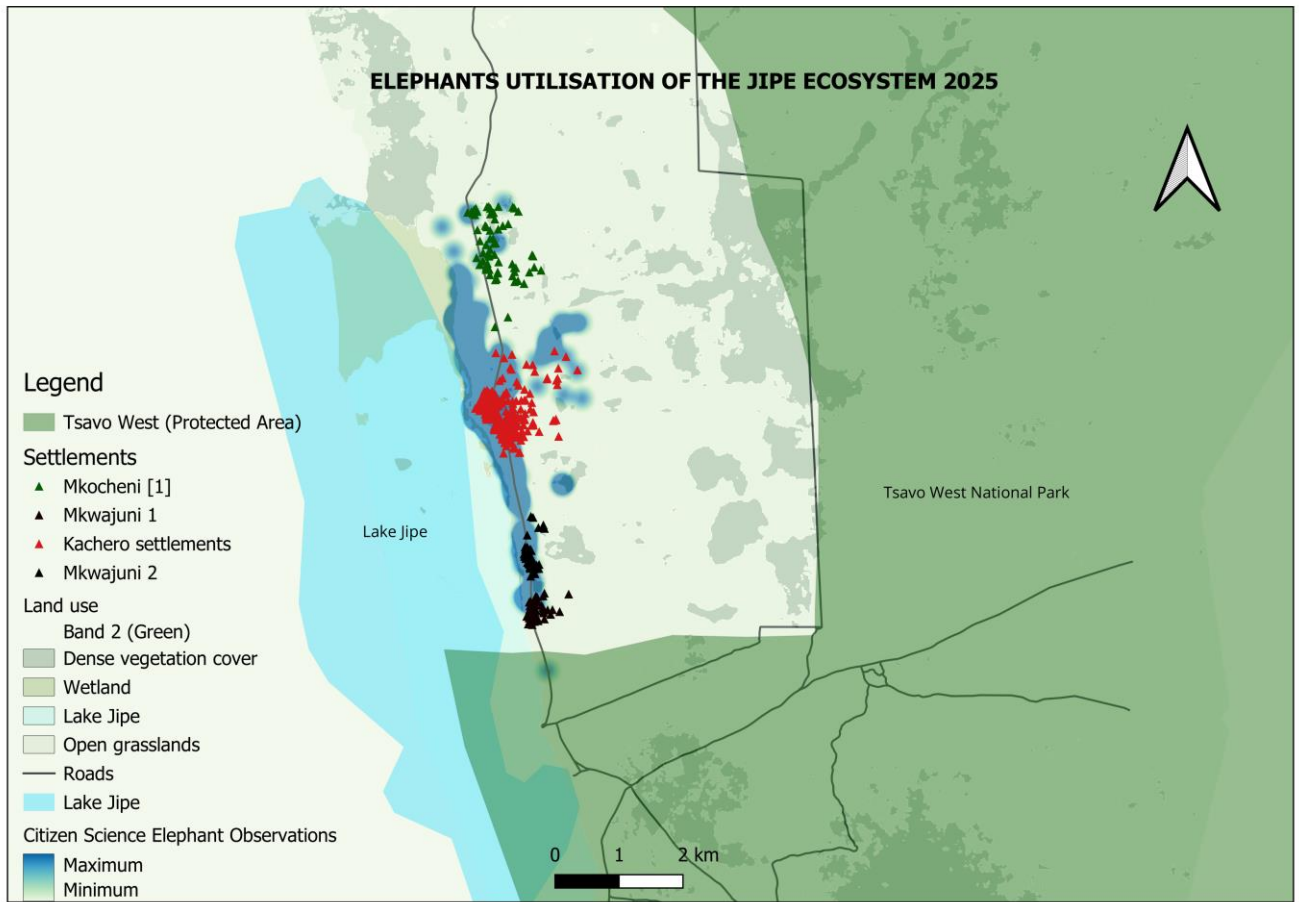 ELEPHANTS UTILISATION OF THE JIPE ECOSYSTEM 2025
Legend
Tsavo West (Protected Area)
Settlements
Mkocheni [1]
Mkwajuni 1
Kachero settlements
Mkwajuni 2
Land use
Band 2 (Green)
Dense vegetation cover
Wetland
Lake Jipe
Open grasslands
Roads
Lake Jipe
Citizen Science Elephant Observations
Maximum
Minimum
Lake Jipe
Tsavo West National Park
0 1 2 km